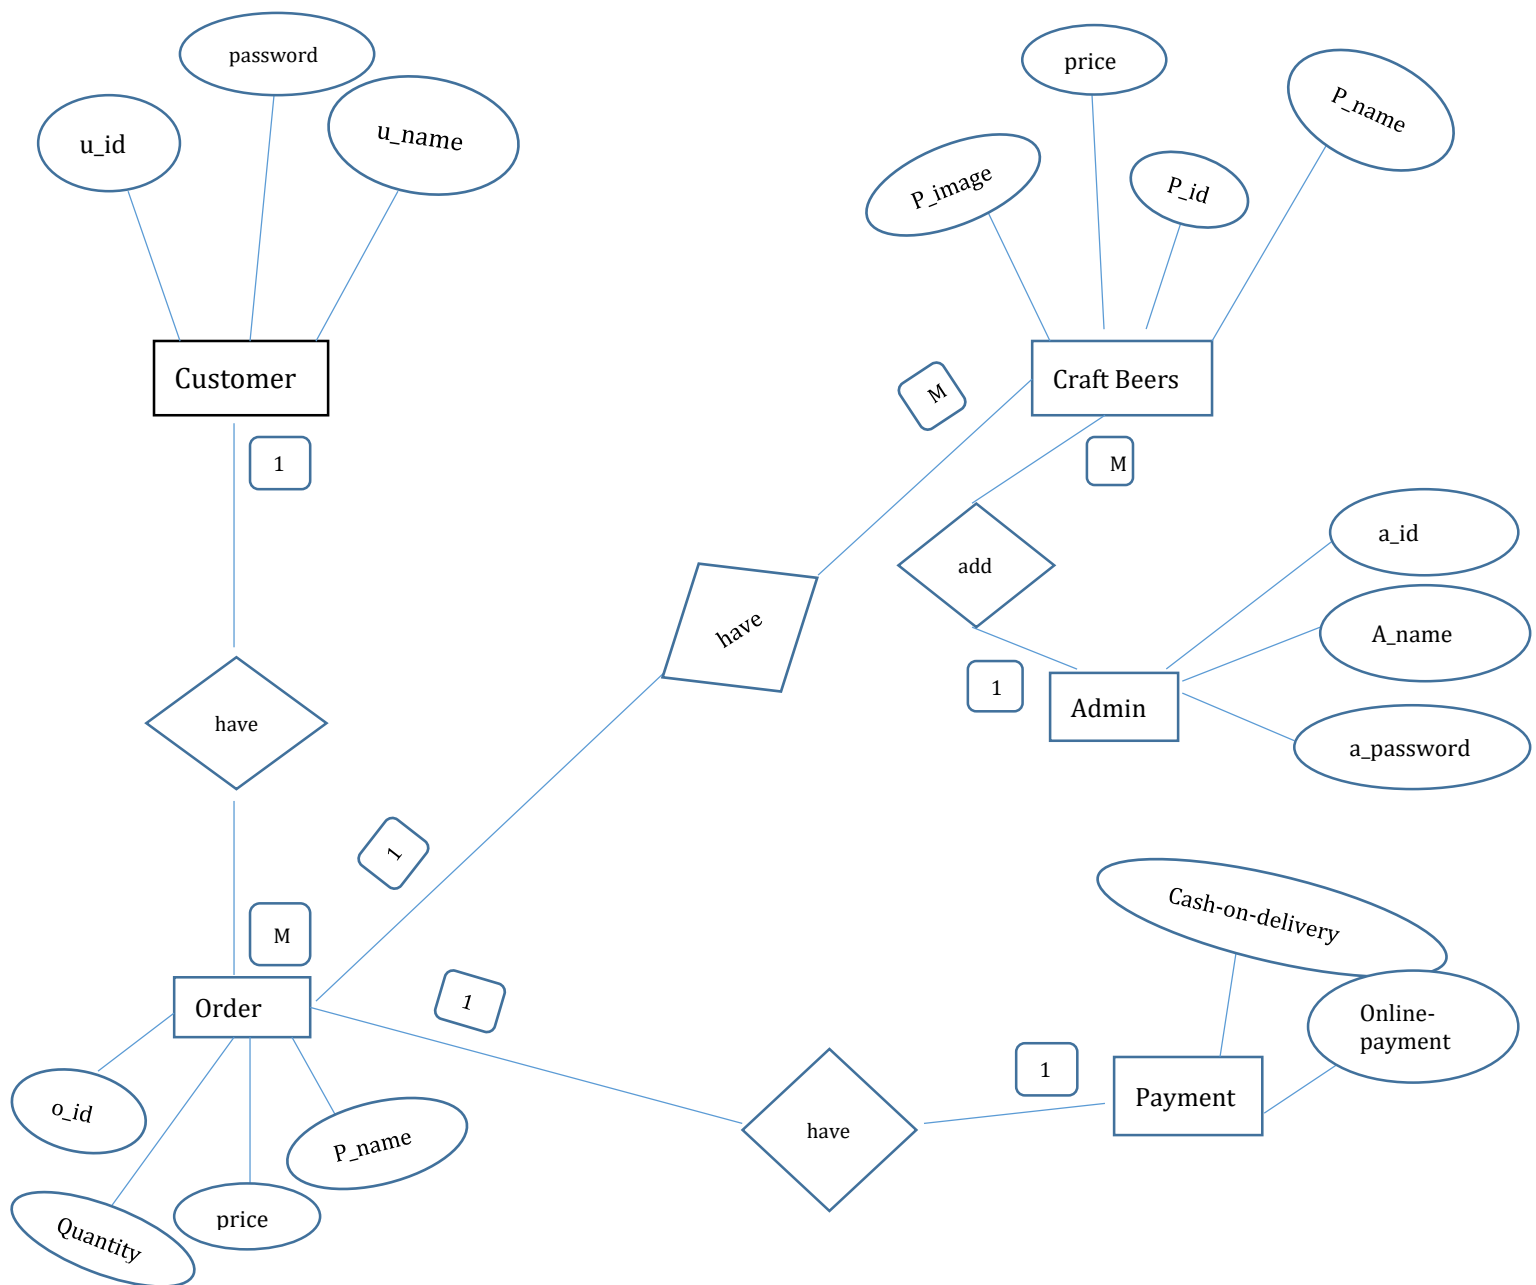 password
price
P_name
u_id
u_name
P_image
P_id
Customer
Craft Beers
M
1
M
a_id
add
have
A_name
1
Admin
have
a_password
1
Cash-on-delivery
M
Order
1
Online-
payment
1
Payment
o_id
have
P_name
Quantity
price